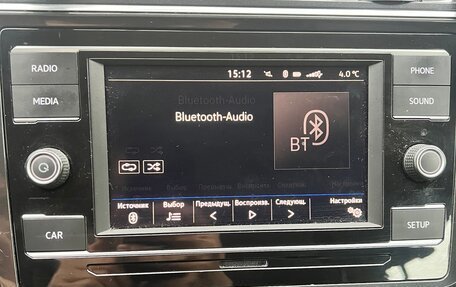 RADIO
MEDIA
CAR
15:12 4.0°C
Bluetooth-Audio
Bluetooth-Audio
BT
Источник Выбор Предыдущ. Воспроизв. Следующ. Настройки
PHONE
SOUND
SETUP